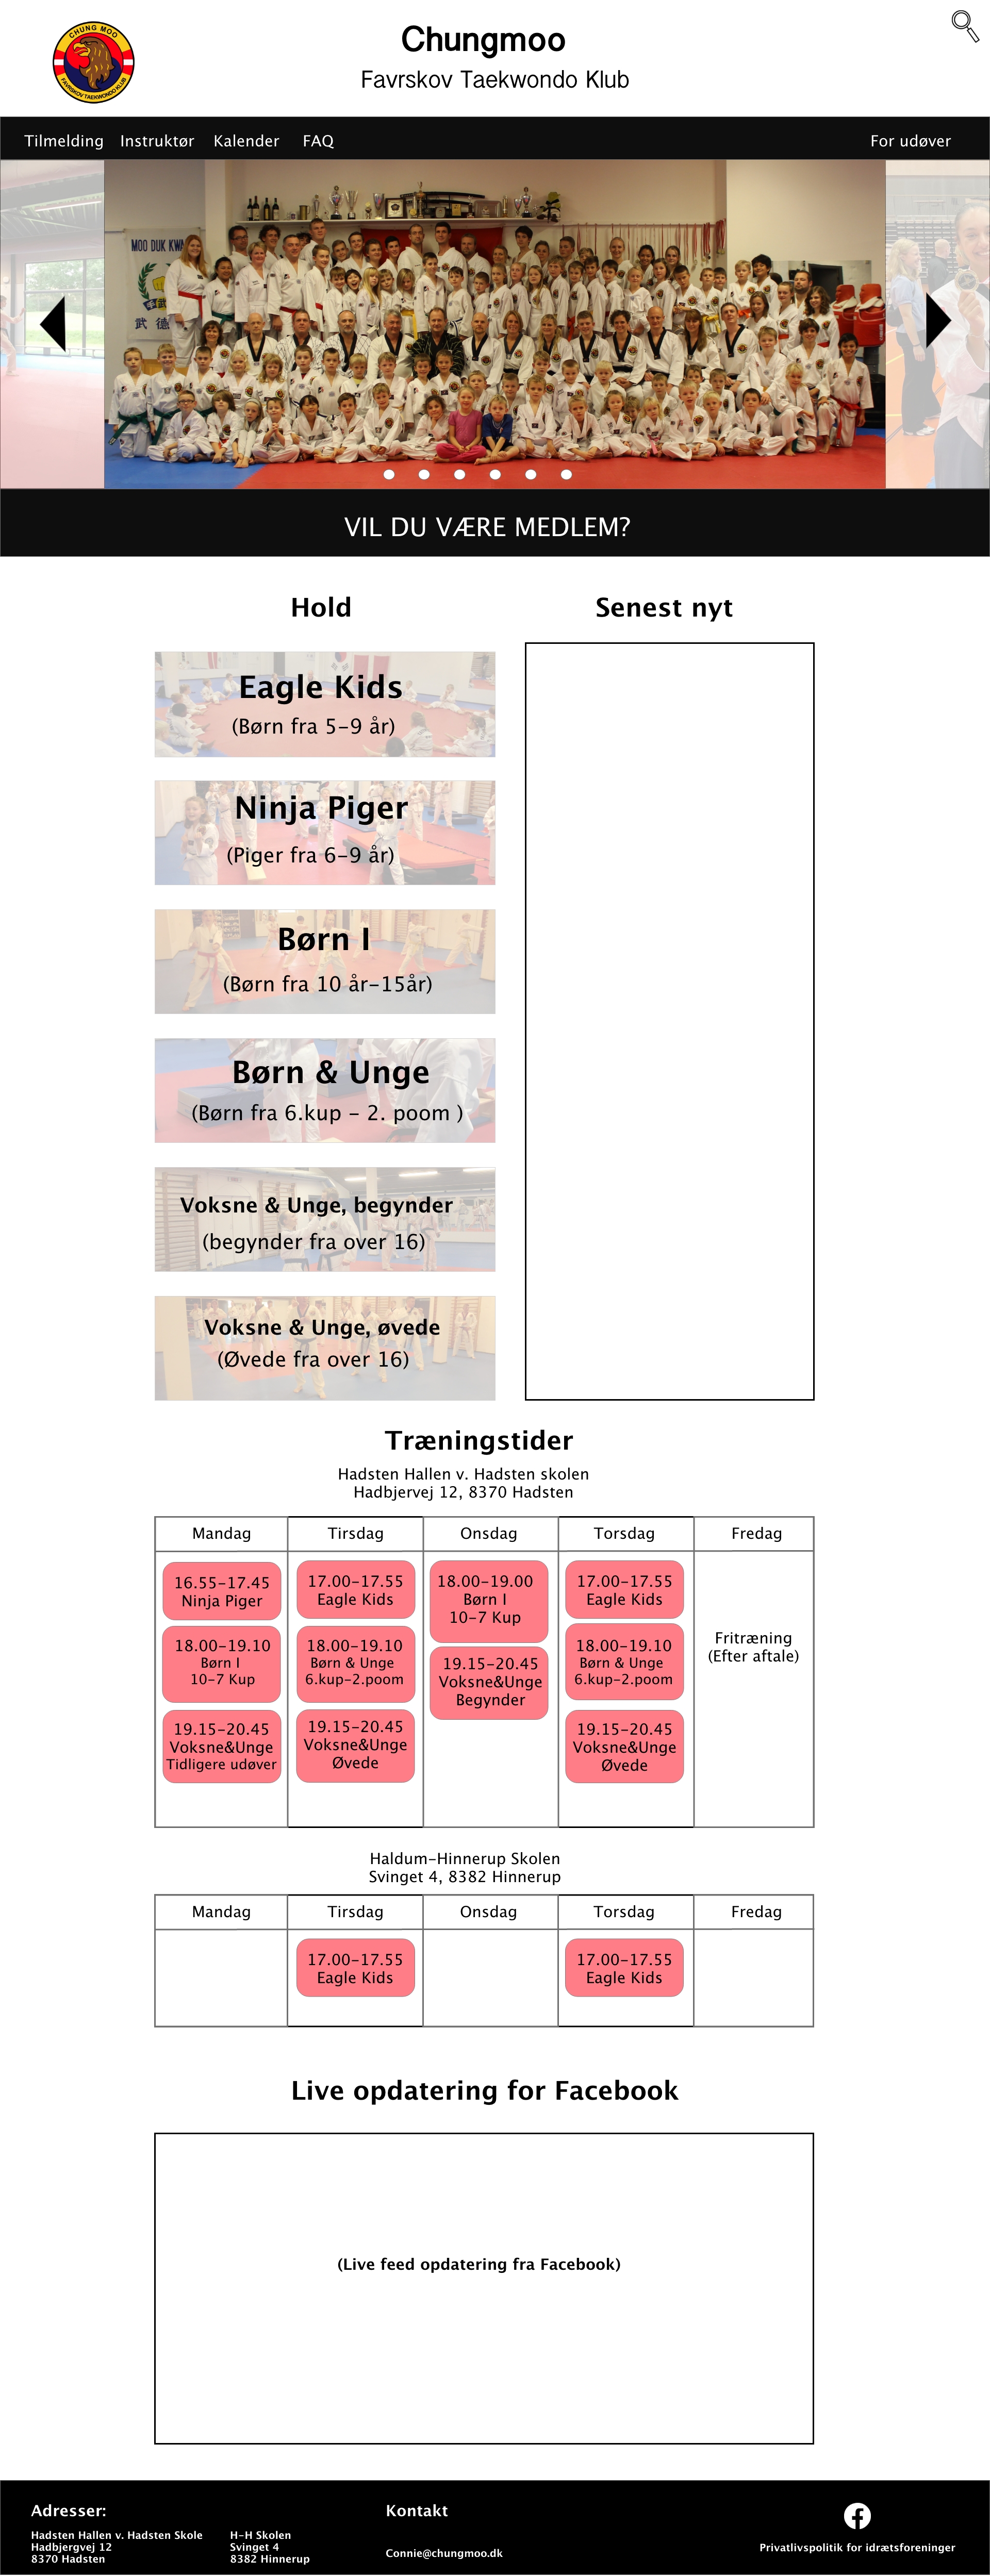 CHUNG MOO
FAVRSKOV TAEKWONDO KLUB
Chungmoo
Favrskov Taekwondo Klub
Tilmelding Instruktør Kalender FAQ For udøver
MOO DUK KWA
武 德
VIL DU VÆRE MEDLEM?
Hold
Eagle Kids
(Børn fra 5-9 år)
Ninja Piger
(Piger fra 6-9 år)
Børn I
(Børn fra 10 år-15år)
Børn & Unge
(Børn fra 6.kup - 2. poom )
Voksne & Unge, begynder
(begynder fra over 16)
Voksne & Unge, øvede
(Øvede fra over 16)
Senest nyt
Træningstider
Hadsten Hallen v. Hadsten skolen
Hadbjervej 12, 8370 Hadsten
Mandag Tirsdag Onsdag Torsdag Fredag
16.55-17.45
Ninja Piger
18.00-19.10
Børn I
10-7 Kup
19.15-20.45
Voksne&Unge
Tidligere udøver
17.00-17.55
Eagle Kids
18.00-19.10
Børn & Unge
6.kup-2.poom
19.15-20.45
Voksne&Unge
Øvede
18.00-19.00
Børn I
10-7 Kup
19.15-20.45
Voksne&Unge
Begynder
17.00-17.55
Eagle Kids
18.00-19.10
Børn & Unge
6.kup-2.poom
19.15-20.45
Voksne&Unge
Øvede
Fritræning
(Efter aftale)
Haldum-Hinnerup Skolen
Svinget 4, 8382 Hinnerup
Mandag Tirsdag Onsdag Torsdag Fredag
17.00-17.55
Eagle Kids
17.00-17.55
Eagle Kids
Live opdatering for Facebook
(Live feed opdatering fra Facebook)
Adresser:
Hadsten Hallen v. Hadsten Skole
Hadbjergvej 12
8370 Hadsten
H-H Skolen
Svinget 4
8382 Hinnerup
Kontakt
Connie@chungmoo.dk
Privatlivspolitik for idrætsforeninger